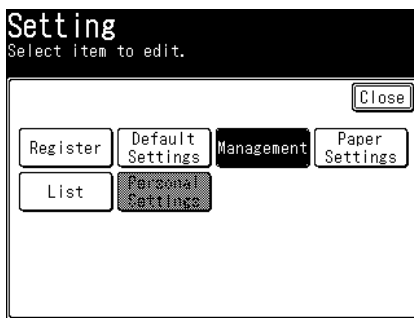 Setting
Select item to edit.
Close
Register
Default
Settings
Management
Paper
Settings
List
Personal
Settings